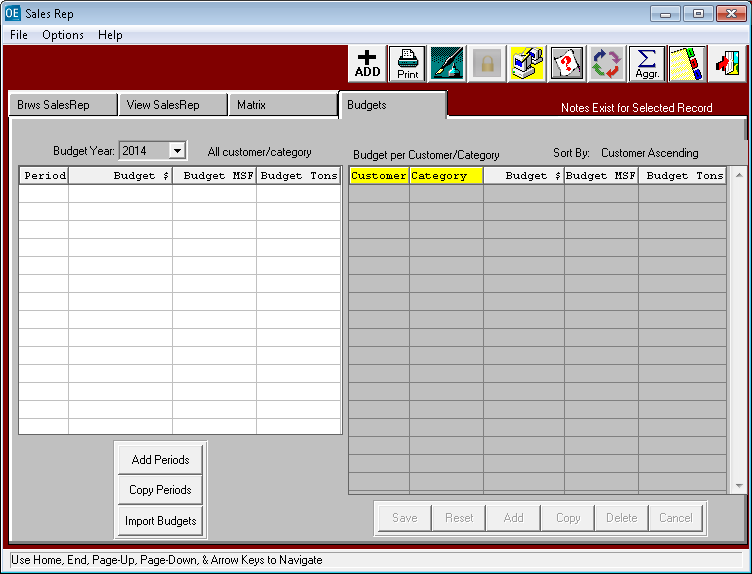 OE Sales Rep
File Options Help
ADD Print Σ Aggr.
Brws SalesRep View SalesRep Matrix Budgets Notes Exist for Selected Record
Budget Year: 2014 All customer/category Budget per Customer/Category Sort By: Customer Ascending
Period Budget $ Budget MSF Budget Tons Customer Category Budget $ Budget MSF Budget Tons
Add Periods
Copy Periods
Import Budgets
Save Reset Add Copy Delete Cancel
Use Home, End, Page-Up, Page-Down, & Arrow Keys to Navigate